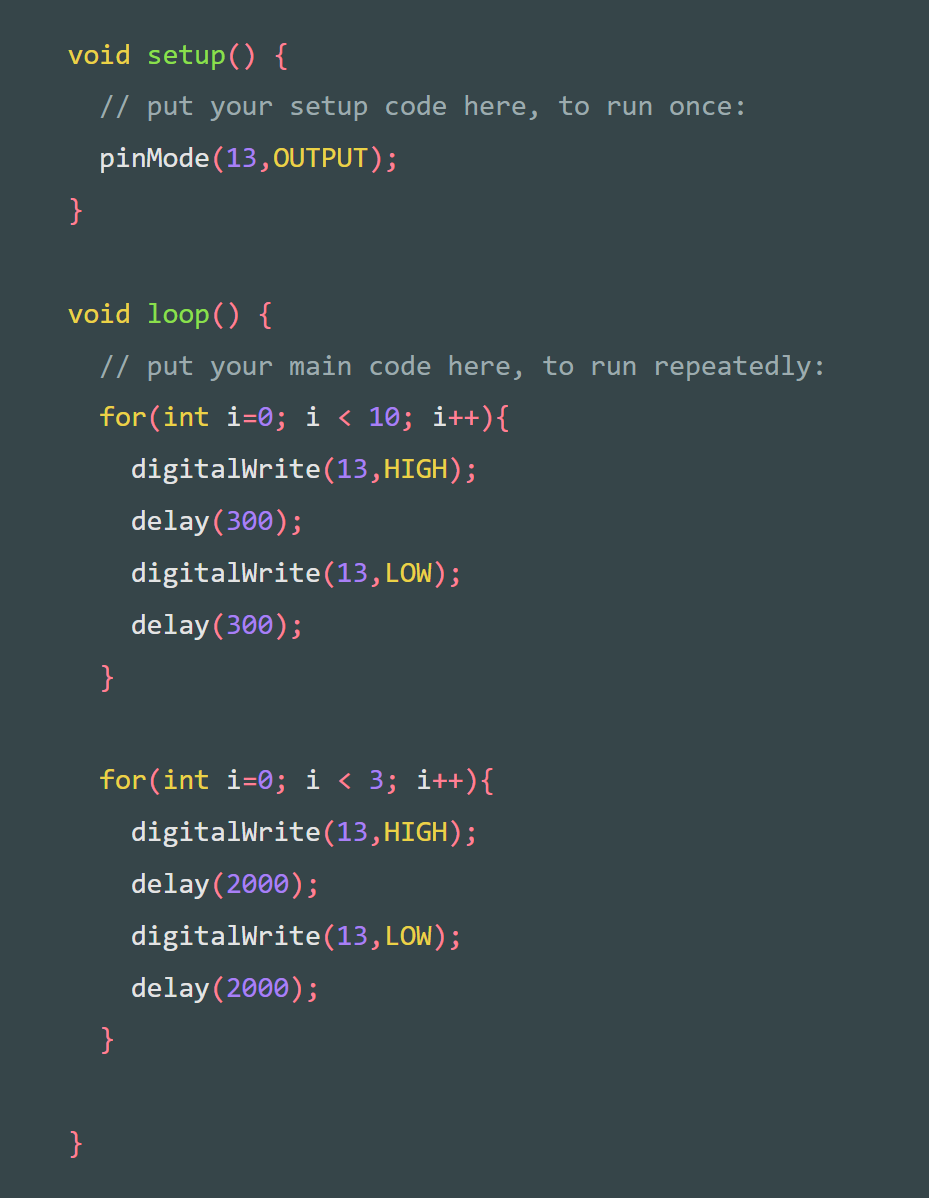 void setup() {
  // put your setup code here, to run once:
  pinMode(13,OUTPUT);
}

void loop() {
  // put your main code here, to run repeatedly:
  for(int i=0; i < 10; i++){
    digitalWrite(13,HIGH);
    delay(300);
    digitalWrite(13,LOW);
    delay(300);
  }

  for(int i=0; i < 3; i++){
    digitalWrite(13,HIGH);
    delay(2000);
    digitalWrite(13,LOW);
    delay(2000);
  }

}